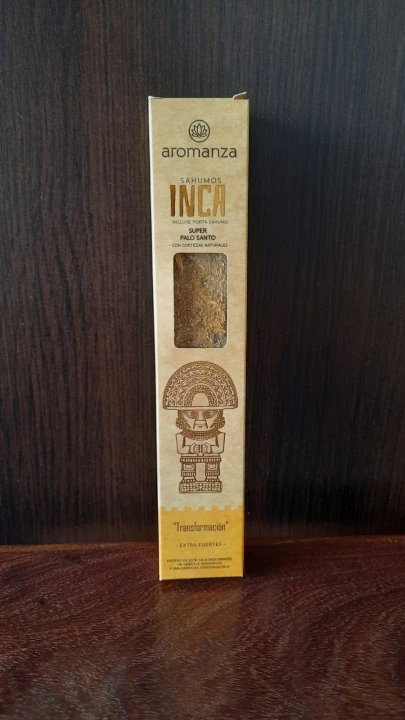 aromanza
SAHUMOS
INCA
INCLUYE PORTA SAHUMO
SUPER
PALO SANTO
CON CORTEZAS NATURALES
"Transformación"
- EXTRA FUERTES -